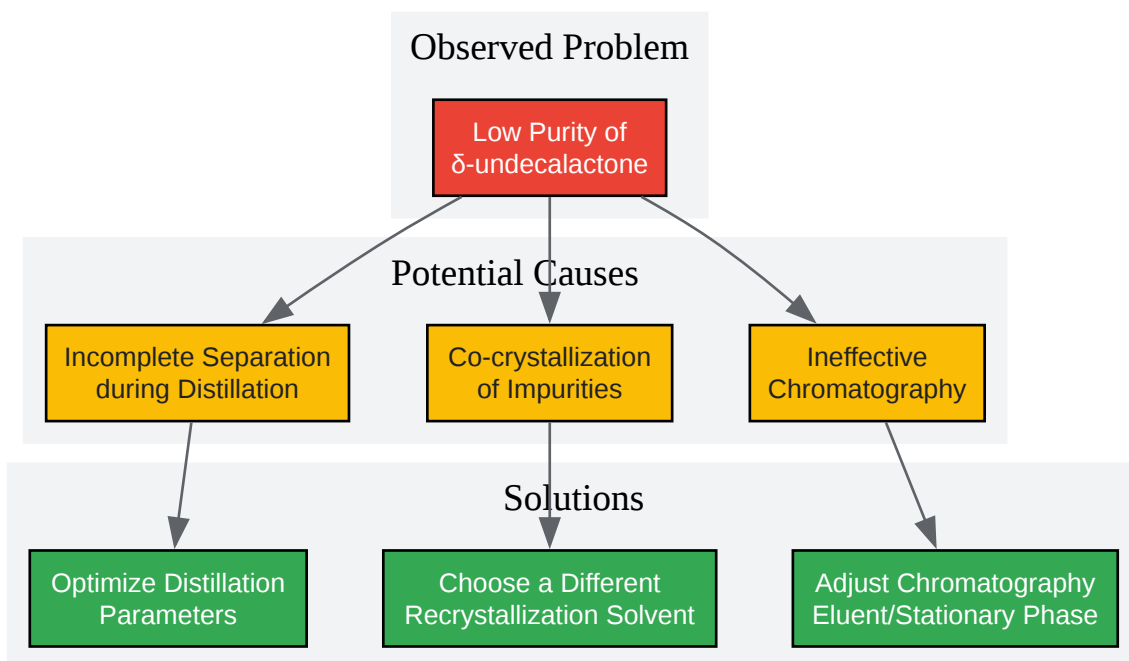 Observed Problem
Low Purity of
δ-undecalactone
Potential Causes
Incomplete Separation
during Distillation
Co-crystallization
of Impurities
Ineffective
Chromatography
Solutions
Optimize Distillation
Parameters
Choose a Different
Recrystallization Solvent
Adjust Chromatography
Eluent/Stationary Phase